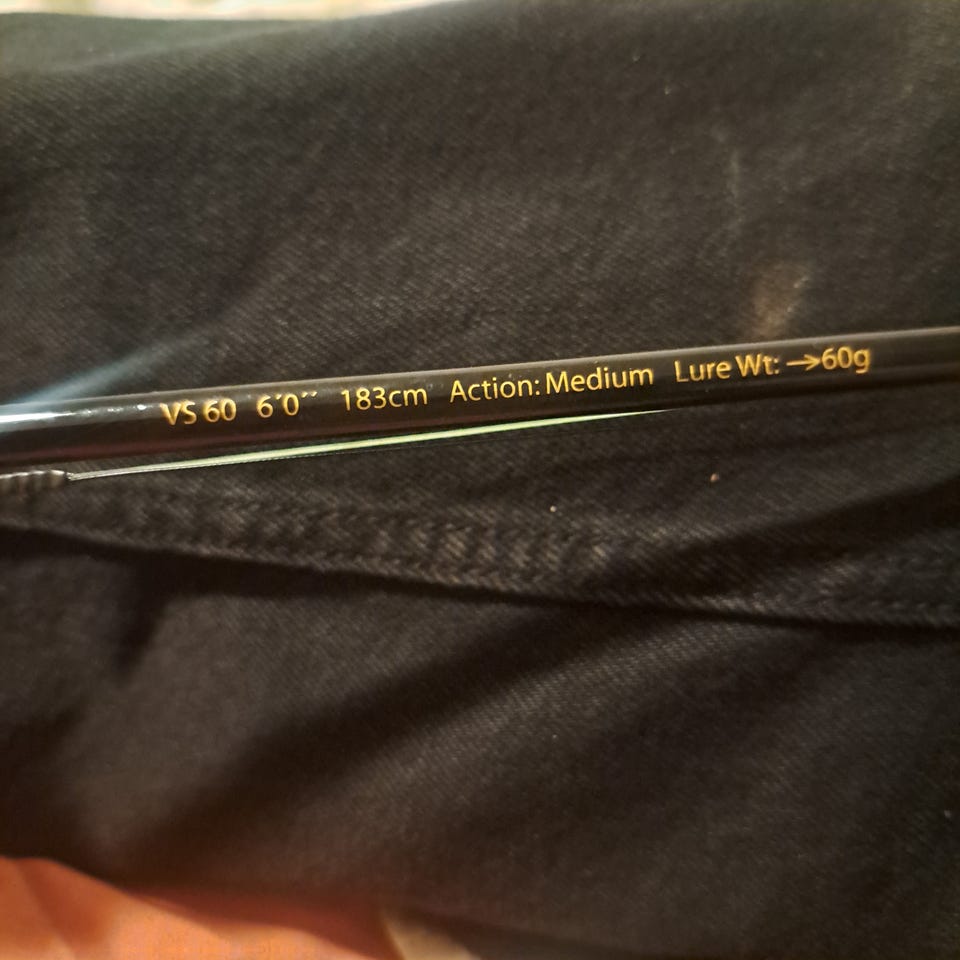 VS 60 6´0´´ 183cm Action: Medium Lure Wt: →60g